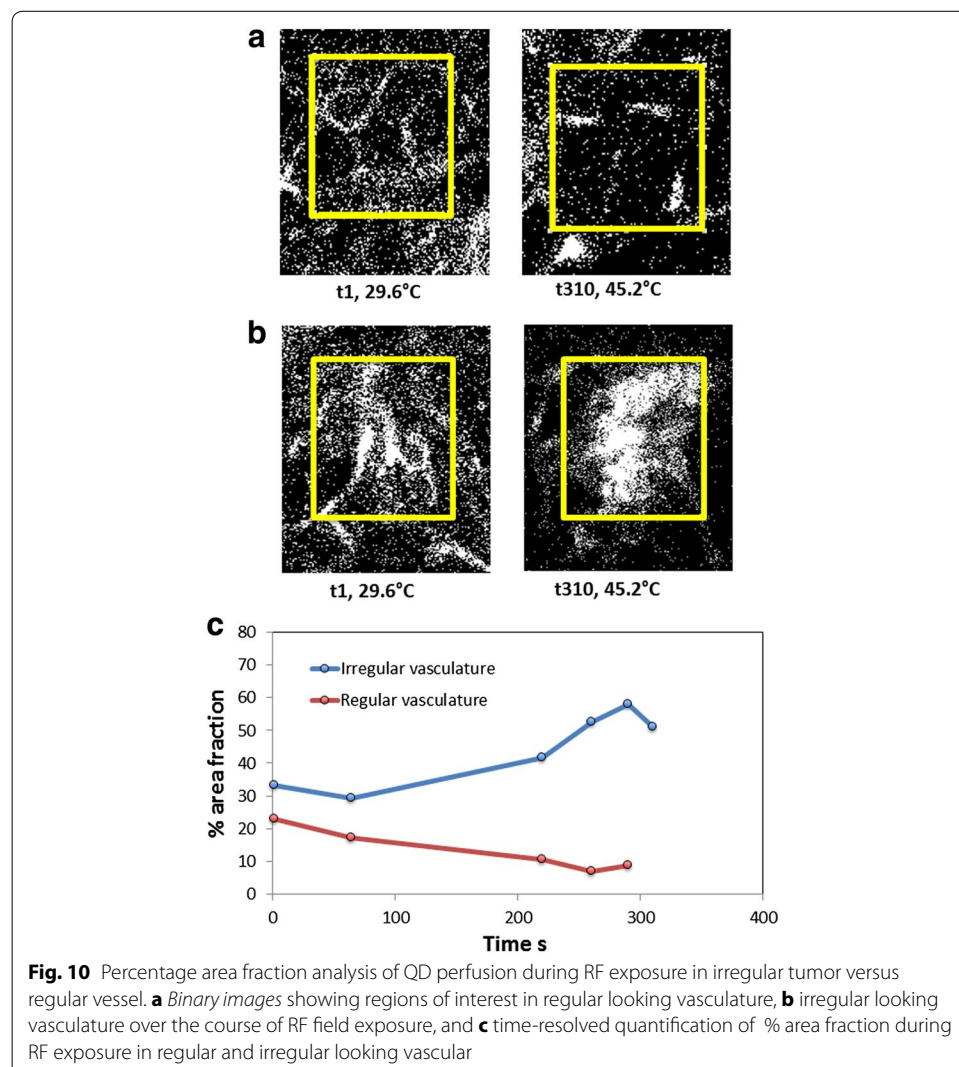 a
t1, 29.6°C
t310, 45.2°C
b
t1, 29.6°C
t310, 45.2°C
c
80
70
60
50
40
30
20
10
0
% area fraction
Irregular vasculature
Regular vasculature
0
100
200
300
400
Time s
Fig. 10 Percentage area fraction analysis of QD perfusion during RF exposure in irregular tumor versus
regular vessel. a Binary images showing regions of interest in regular looking vasculature, b irregular looking
vasculature over the course of RF field exposure, and c time-resolved quantification of % area fraction during
RF exposure in regular and irregular looking vascular